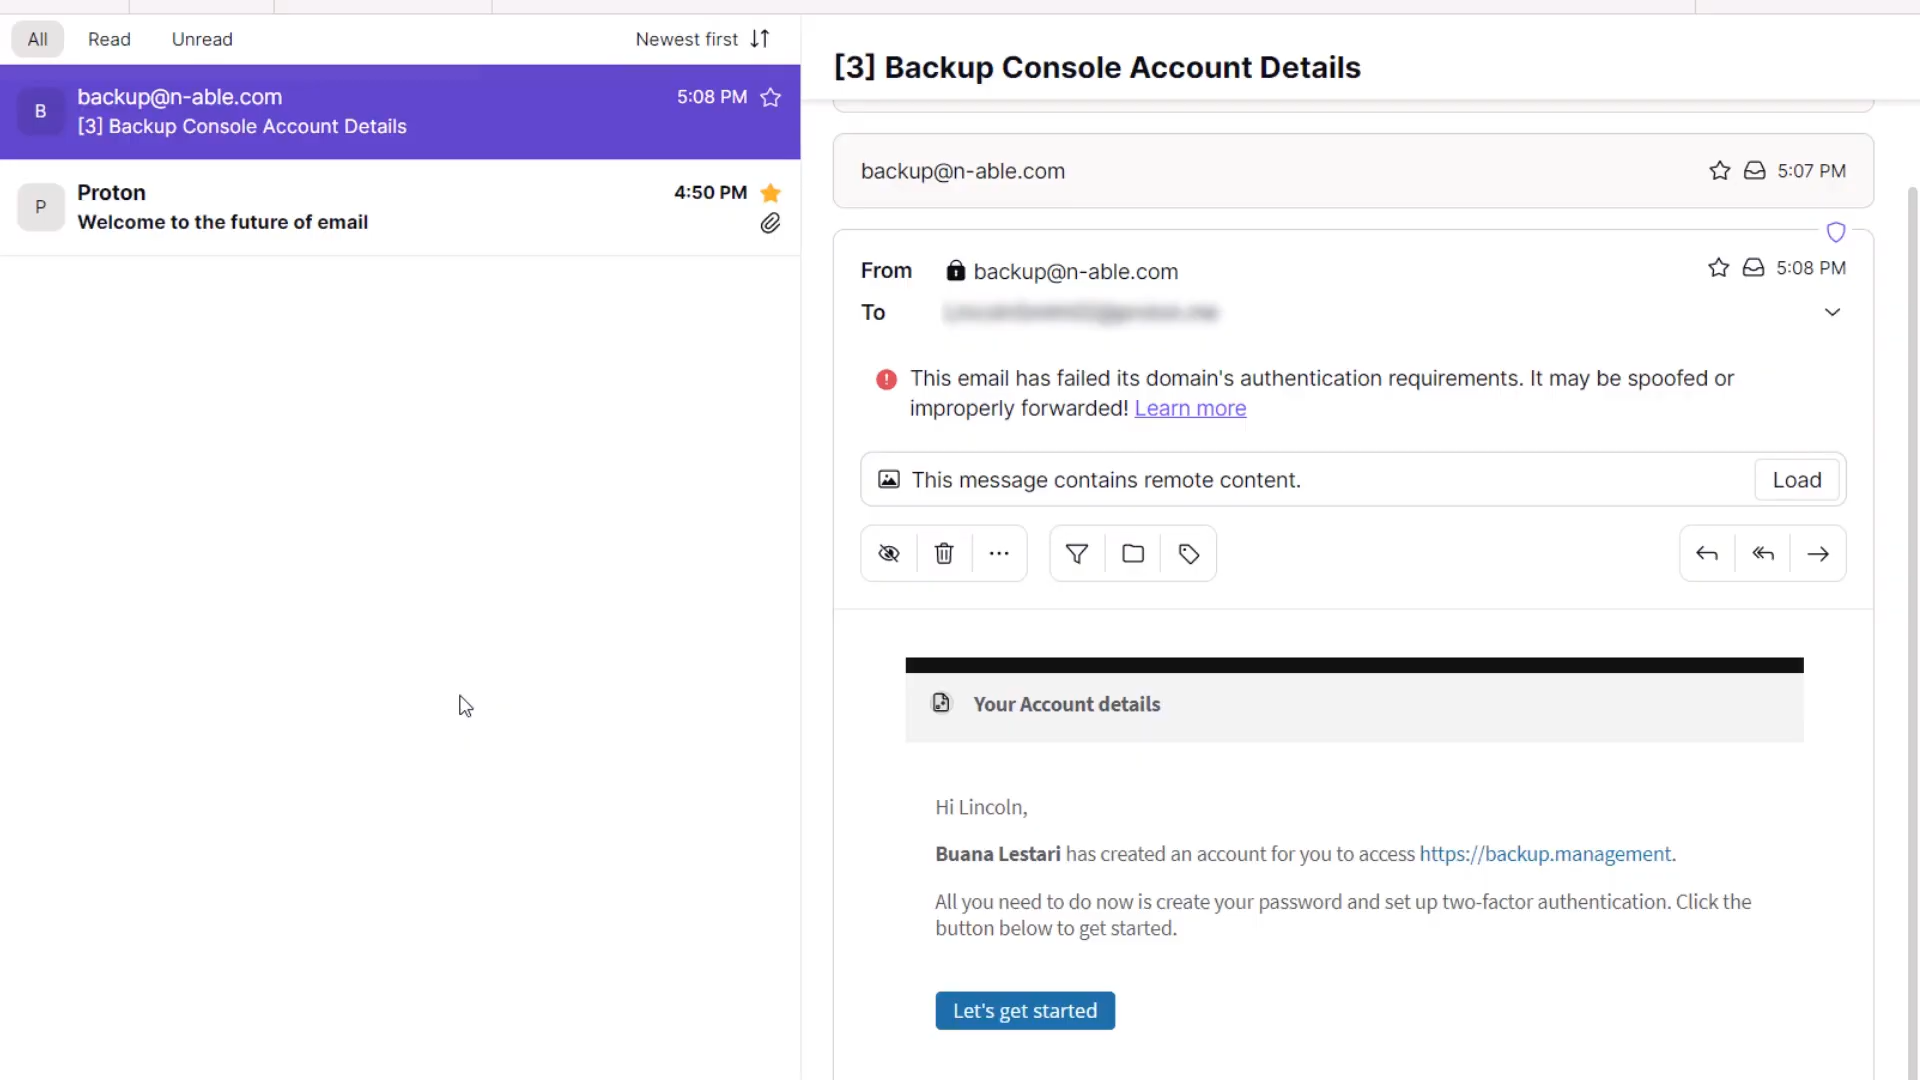 All
Read
Unread
Newest first
B
backup@n-able.com
5:08 PM
[3] Backup Console Account Details
P
Proton
4:50 PM
Welcome to the future of email
[3] Backup Console Account Details
backup@n-able.com
5:07 PM
From
backup@n-able.com
5:08 PM
To
This email has failed its domain's authentication requirements. It may be spoofed or
improperly forwarded! Learn more
This message contains remote content.
Load
Your Account details
Hi Lincoln,
Buana Lestari has created an account for you to access https://backup.management.
All you need to do now is create your password and set up two-factor authentication. Click the
button below to get started.
Let's get started